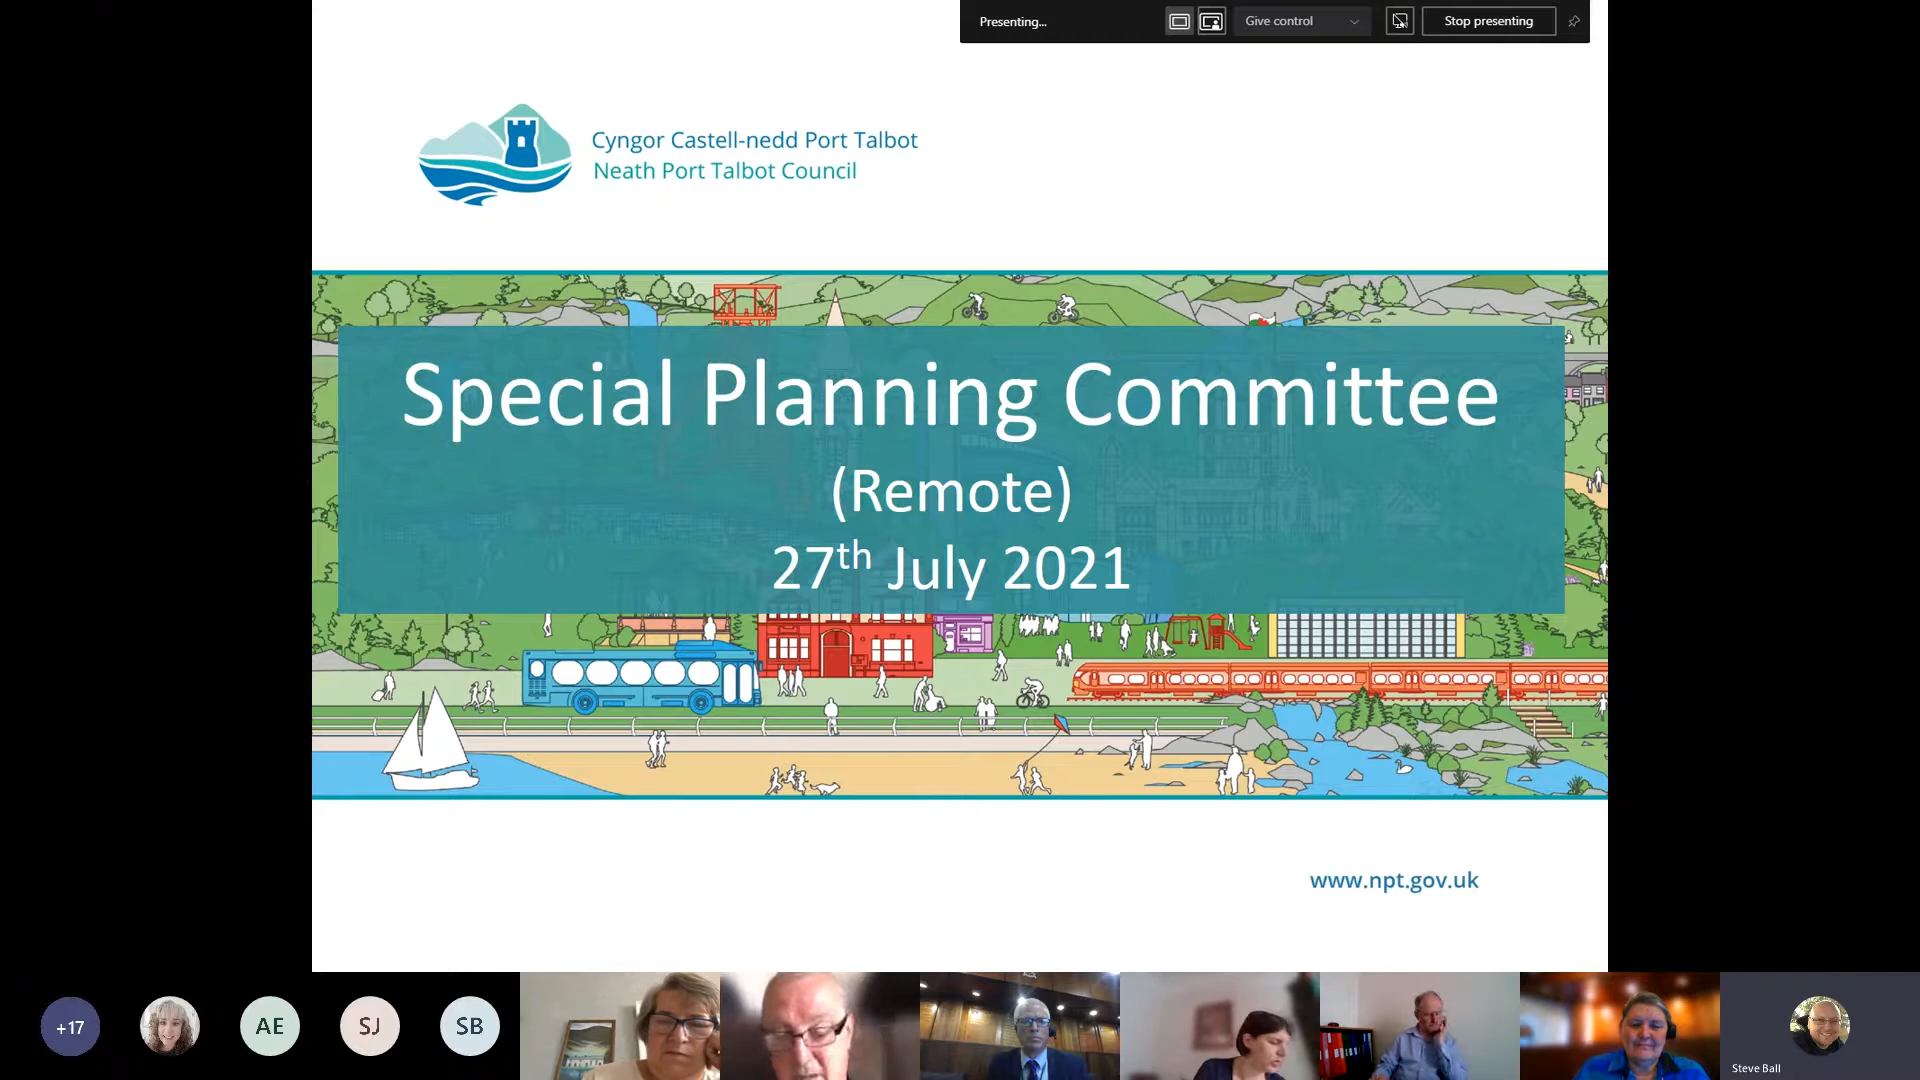 Presenting...
Give control
Stop presenting
Cyngor Castell-nedd Port Talbot
Neath Port Talbot Council
Special Planning Committee
(Remote)
27th July 2021
www.npt.gov.uk
+17
AE
SJ
SB
Steve Ball